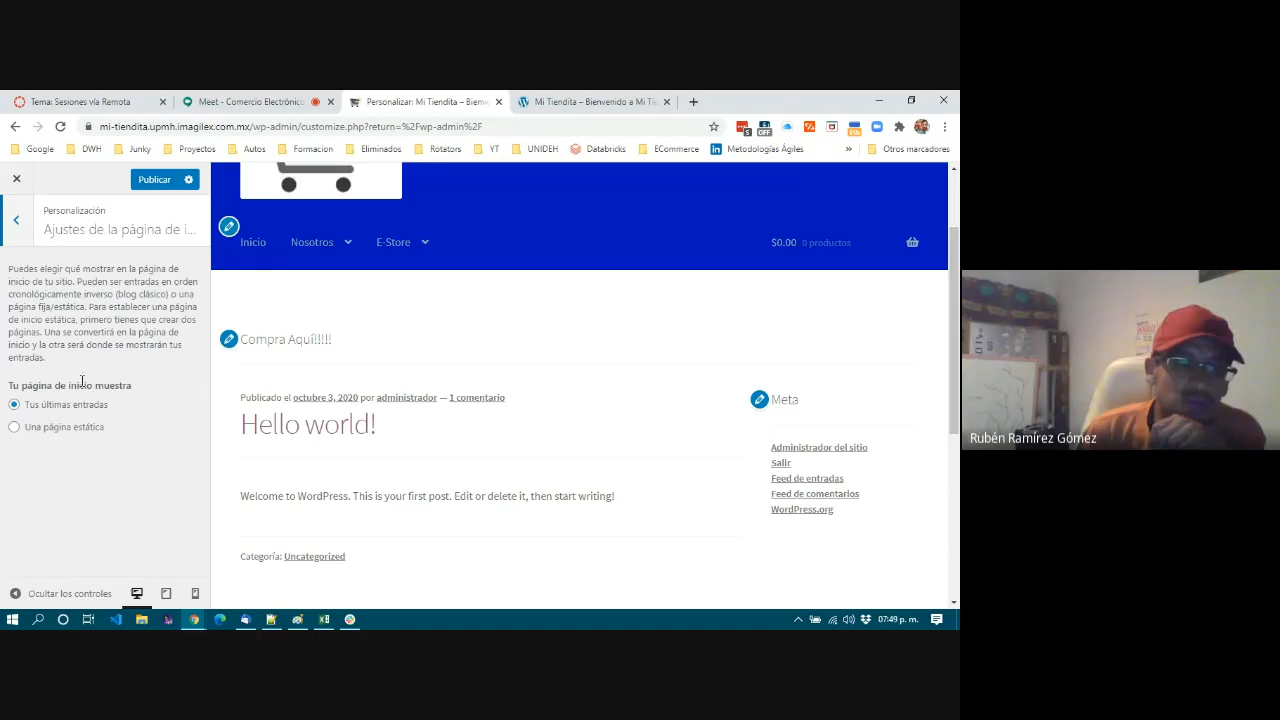 Tema: Sesiones vía Remota
Meet - Comercio Electrónico
Personalizar: Mi Tiendita – Bienve
Mi Tiendita – Bienvenido a Mi Tie
mi-tiendita.upmh.imagilex.com.mx/wp-admin/customize.php?return=%2Fwp-admin%2F
5
OFF
Google
DWH
Junky
Proyectos
Autos
Formacion
Eliminados
Rotators
YT
UNIDEH
Databricks
ECommerce
Metodologías Ágiles
»
Otros marcadores
Publicar
Personalización
Ajustes de la página de i...
Puedes elegir qué mostrar en la página de
inicio de tu sitio. Pueden ser entradas en orden
cronológicamente inverso (blog clásico) o una
página fija/estática. Para establecer una página
de inicio estática, primero tienes que crear dos
páginas. Una se convertirá en la página de
inicio y la otra será donde se mostrarán tus
entradas.
Tu página de inicio muestra
Tus últimas entradas
Una página estática
Ocultar los controles
Inicio
Nosotros
E-Store
$0.00 0 productos
Compra Aquí!!!!!
Publicado el octubre 3, 2020 por administrador — 1 comentario
Hello world!
Welcome to WordPress. This is your first post. Edit or delete it, then start writing!
Categoría: Uncategorized
Meta
Administrador del sitio
Salir
Feed de entradas
Feed de comentarios
WordPress.org
07:49 p. m.
Rubén Ramírez Gómez